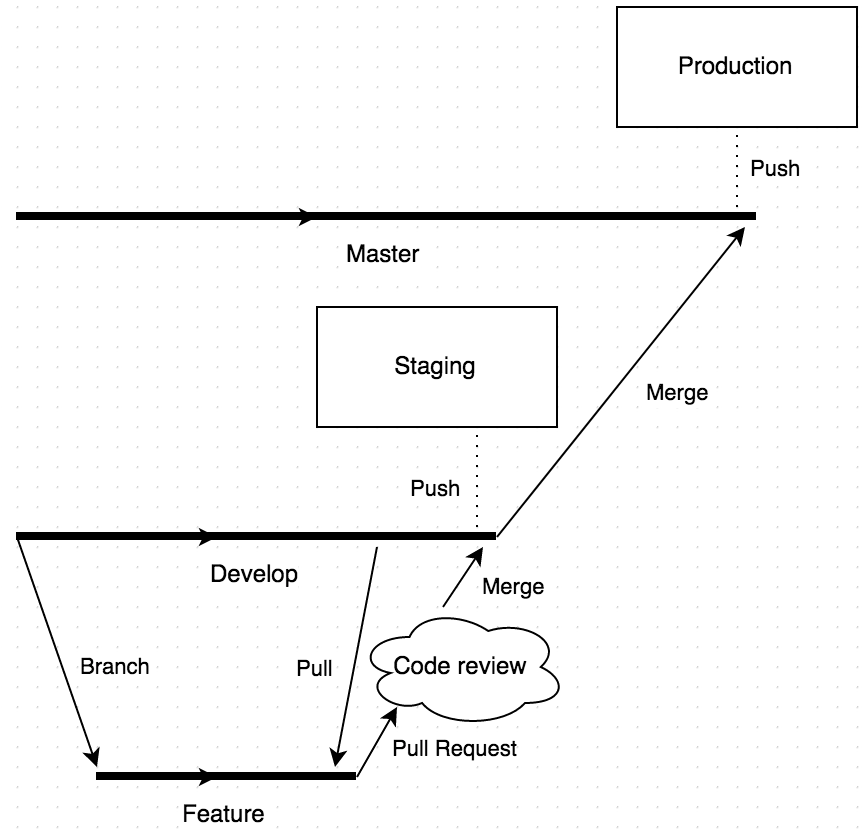 Production
Push
Master
Staging
Merge
Push
Develop
Merge
Branch
Pull
Code review
Pull Request
Feature